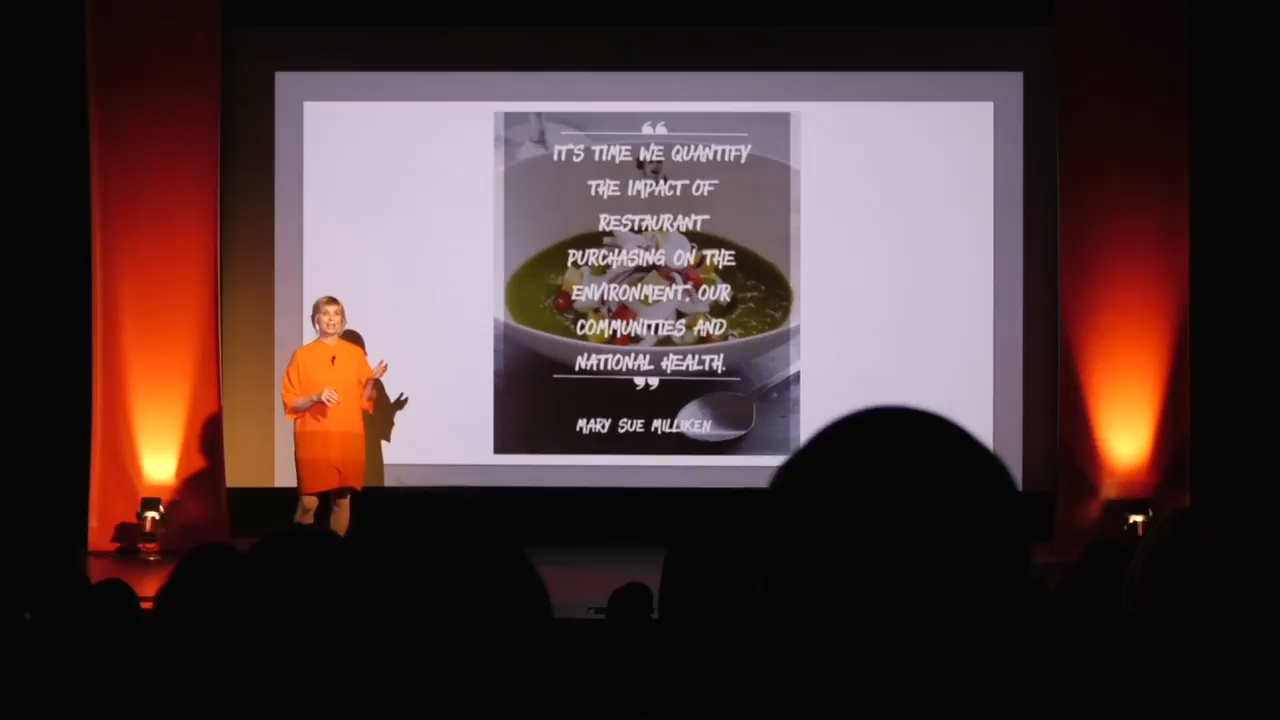 “
IT'S TIME WE QUANTIFY
THE IMPACT OF
RESTAURANT
PURCHASING ON THE
ENVIRONMENT, OUR
COMMUNITIES AND
NATIONAL HEALTH.
”
MARY SUE MILLIKEN